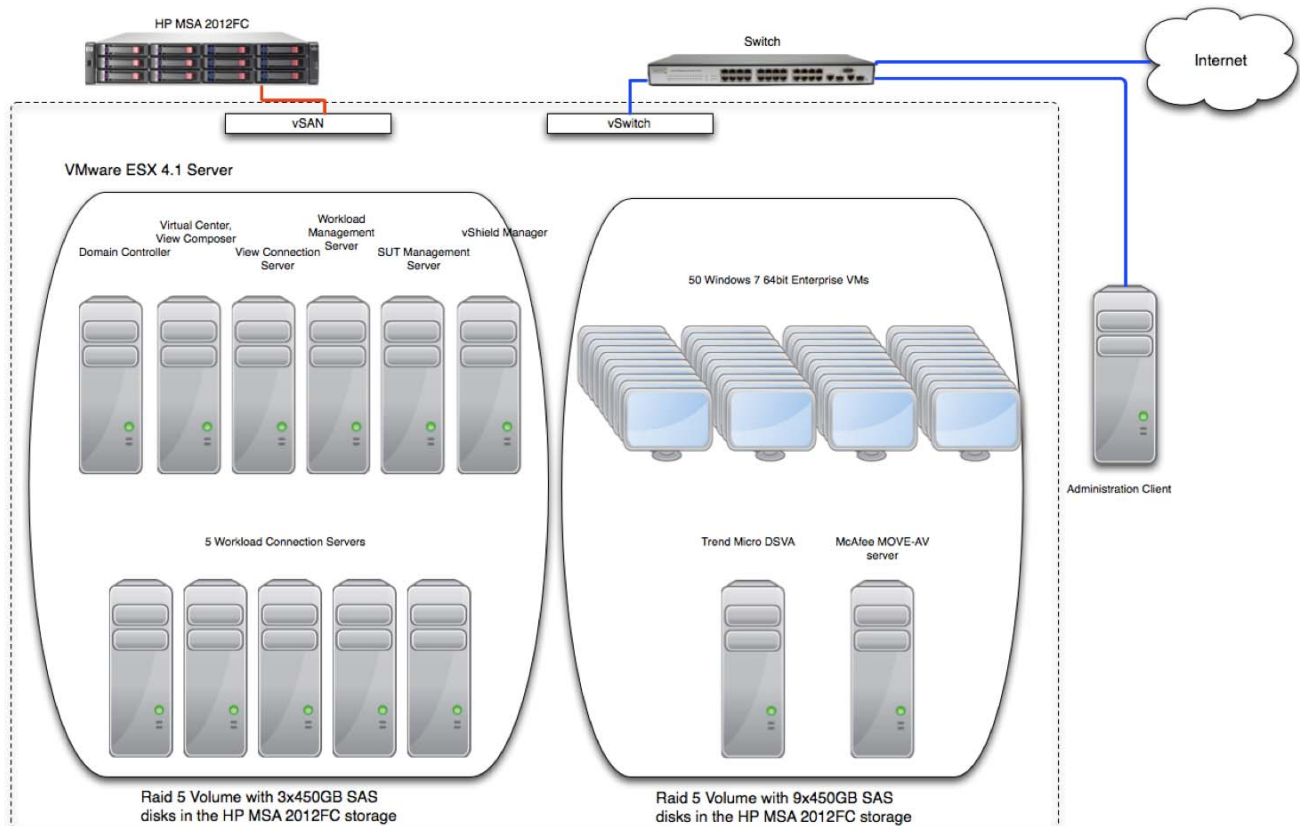 HP MSA 2012FC
Switch
Internet
vSAN
vSwitch
VMware ESX 4.1 Server
Domain Controller
Virtual Center,
View Composer
View Connection
Server
Workload
Management
Server
SUT Management
Server
vShield Manager
50 Windows 7 64bit Enterprise VMs
Administration Client
5 Workload Connection Servers
Trend Micro DSVA
McAfee MOVE-AV
server
Raid 5 Volume with 3x450GB SAS
disks in the HP MSA 2012FC storage
Raid 5 Volume with 9x450GB SAS
disks in the HP MSA 2012FC storage